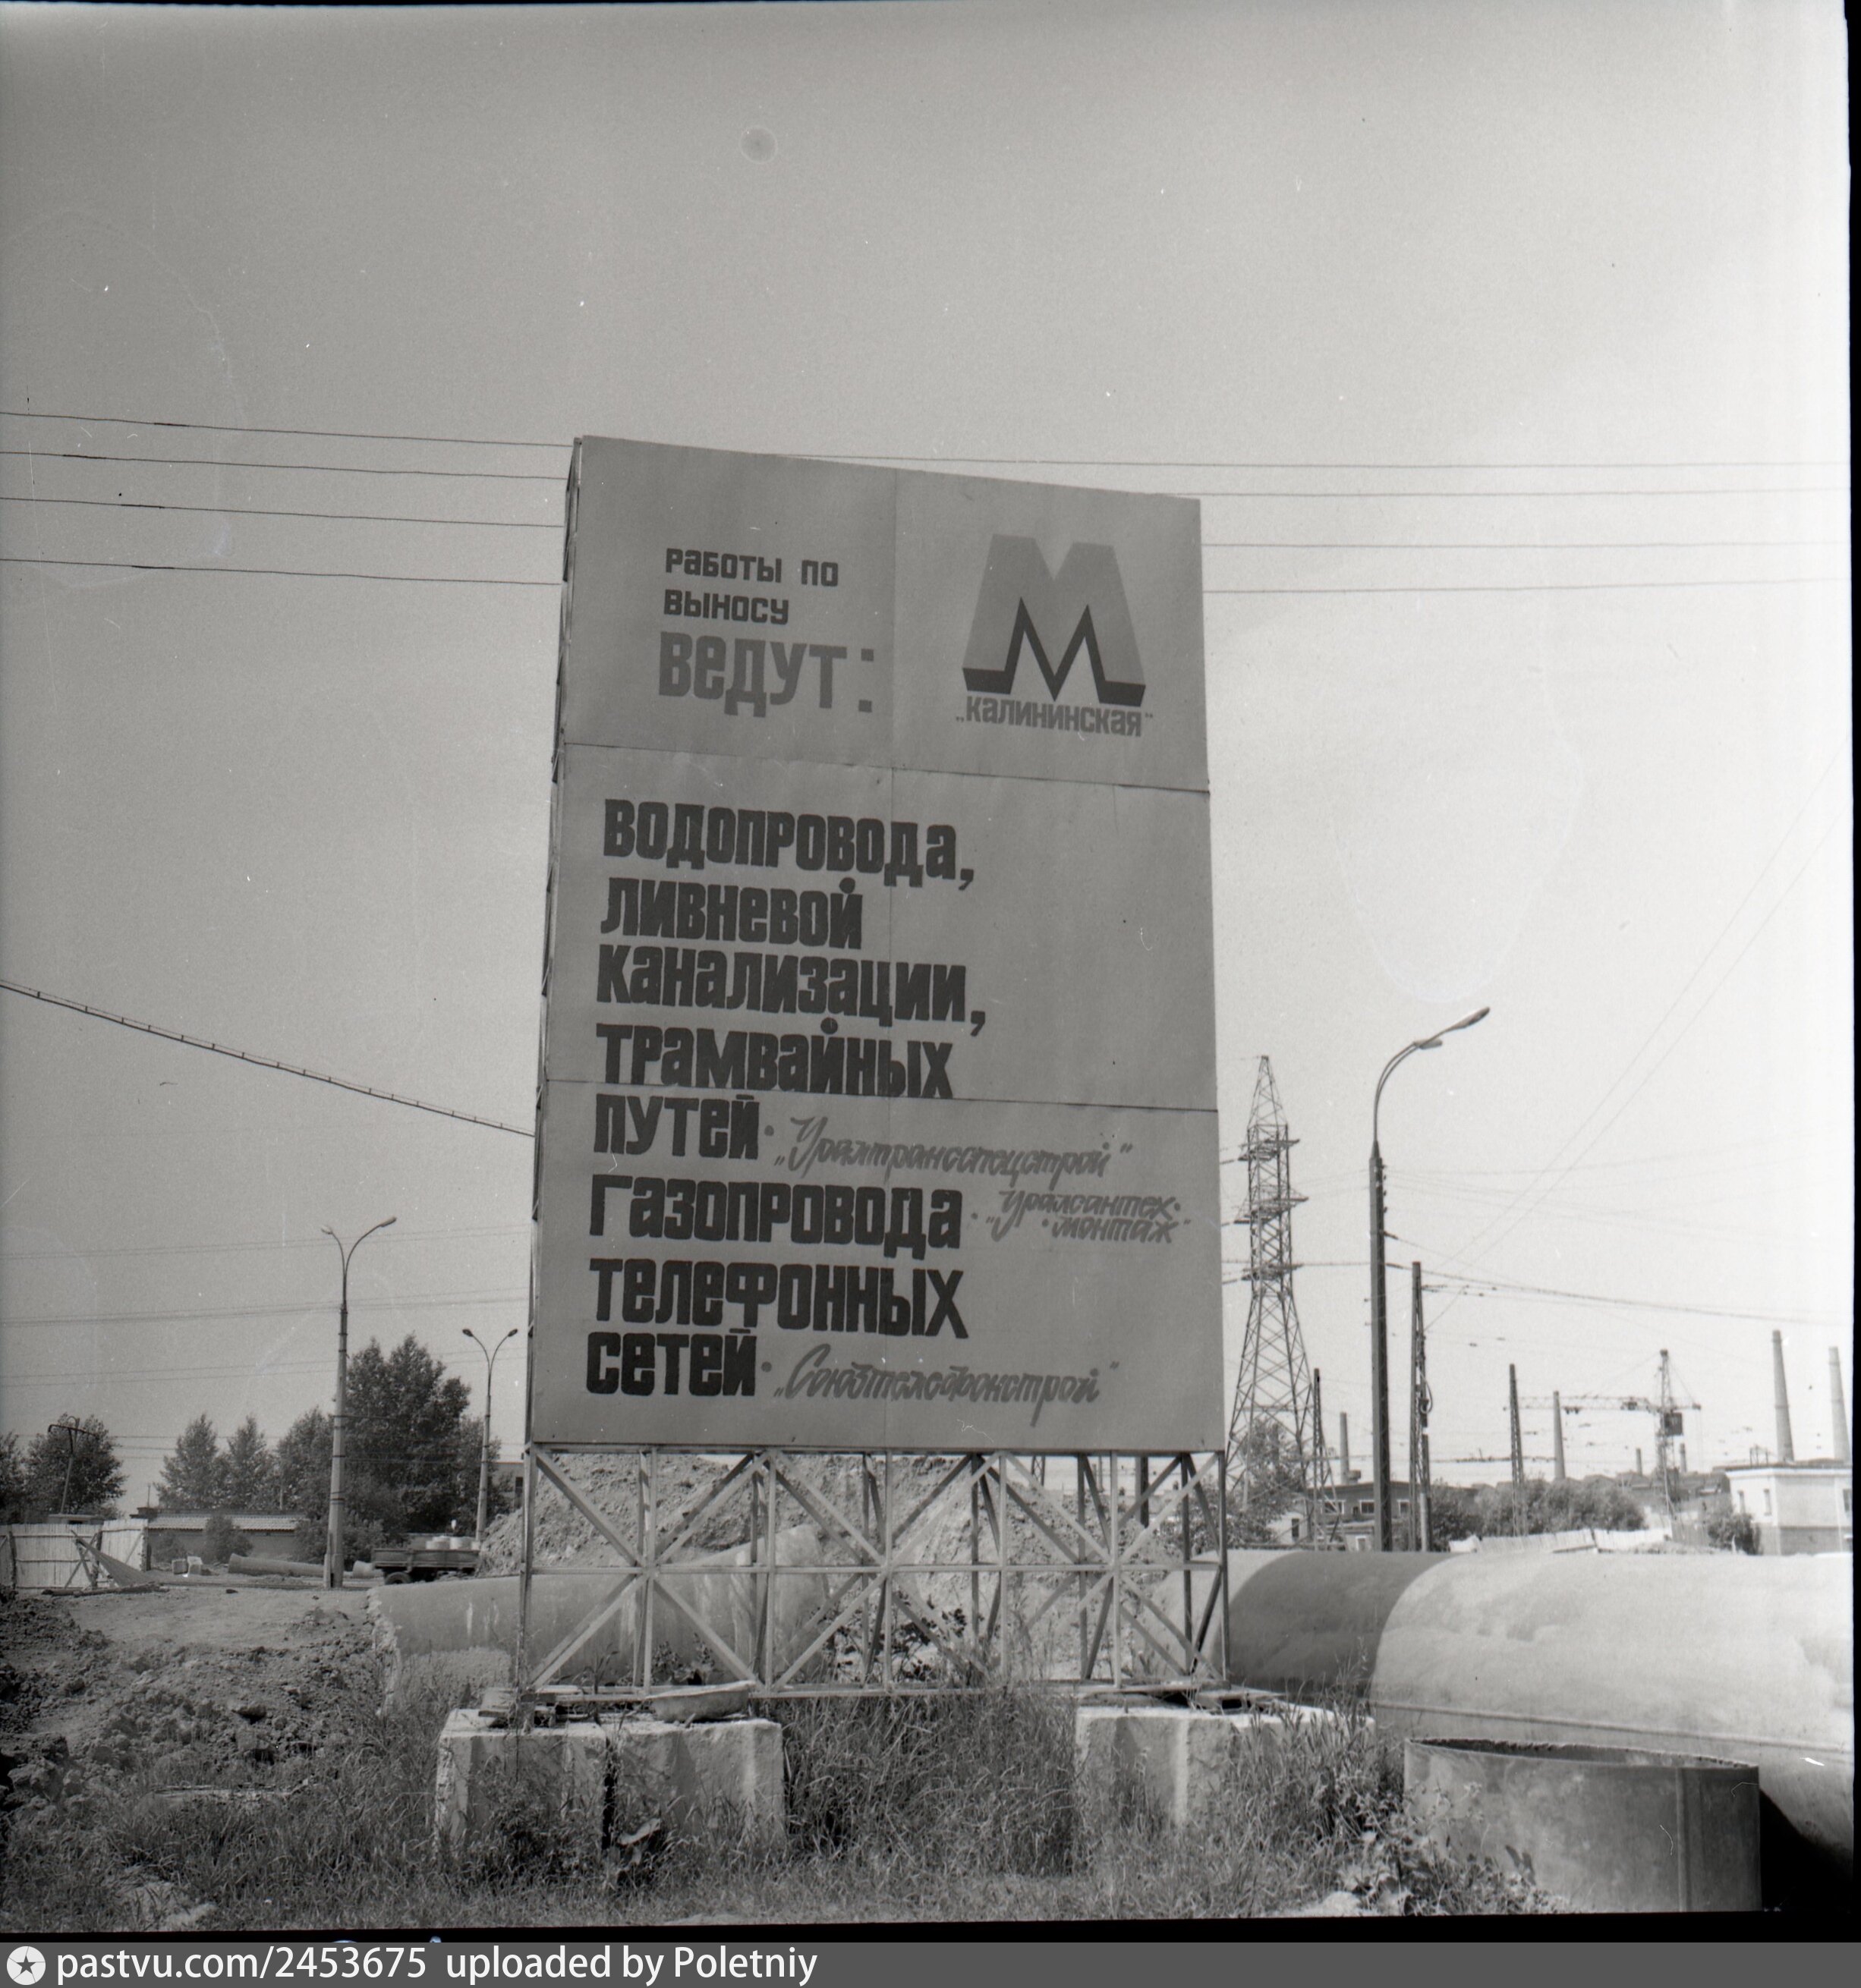 работы по
выносу
ведут:
М
„калининская“
водопровода,
ливневой
канализации,
трамвайных
путей · „Уралтрансспецстрой“
газопровода · „Уралсантех-
-монтаж“
телефонных
сетей · „Союзтелефонстрой“
pastvu.com/2453675 uploaded by Poletniy